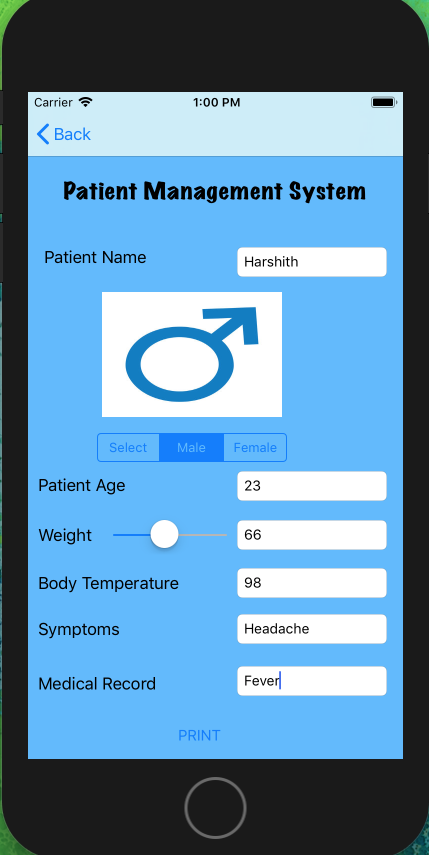 Carrier 1:00 PM
Back
Patient Management System
Patient Name Harshith
Select Male Female
Patient Age 23
Weight 66
Body Temperature 98
Symptoms Headache
Medical Record Fever
PRINT